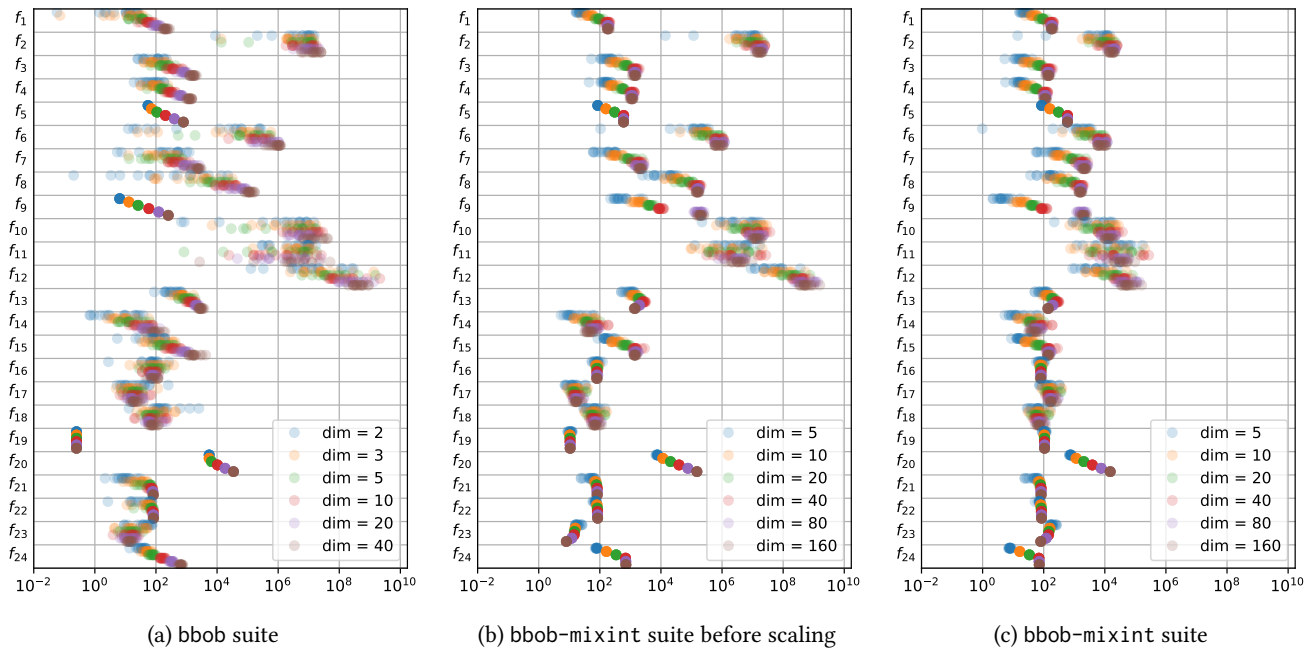 f1
f2
f3
f4
f5
f6
f7
f8
f9
f10
f11
f12
f13
f14
f15
f16
f17
f18
f19
f20
f21
f22
f23
f24
dim = 2
dim = 3
dim = 5
dim = 10
dim = 20
dim = 40
10−2 100 102 104 106 108 1010
(a) bbob suite
f1
f2
f3
f4
f5
f6
f7
f8
f9
f10
f11
f12
f13
f14
f15
f16
f17
f18
f19
f20
f21
f22
f23
f24
dim = 5
dim = 10
dim = 20
dim = 40
dim = 80
dim = 160
10−2 100 102 104 106 108 1010
(b) bbob-mixint suite before scaling
f1
f2
f3
f4
f5
f6
f7
f8
f9
f10
f11
f12
f13
f14
f15
f16
f17
f18
f19
f20
f21
f22
f23
f24
dim = 5
dim = 10
dim = 20
dim = 40
dim = 80
dim = 160
10−2 100 102 104 106 108 1010
(c) bbob-mixint suite